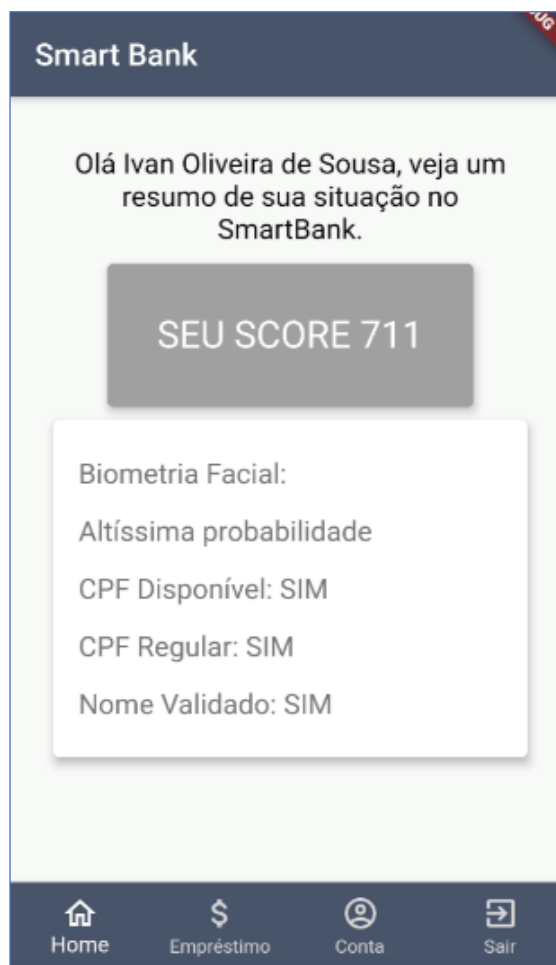 Smart Bank
Olá Ivan Oliveira de Sousa, veja um
resumo de sua situação no
SmartBank.
SEU SCORE 711
Biometria Facial:
Altíssima probabilidade
CPF Disponível: SIM
CPF Regular: SIM
Nome Validado: SIM
Home
Empréstimo
Conta
Sair